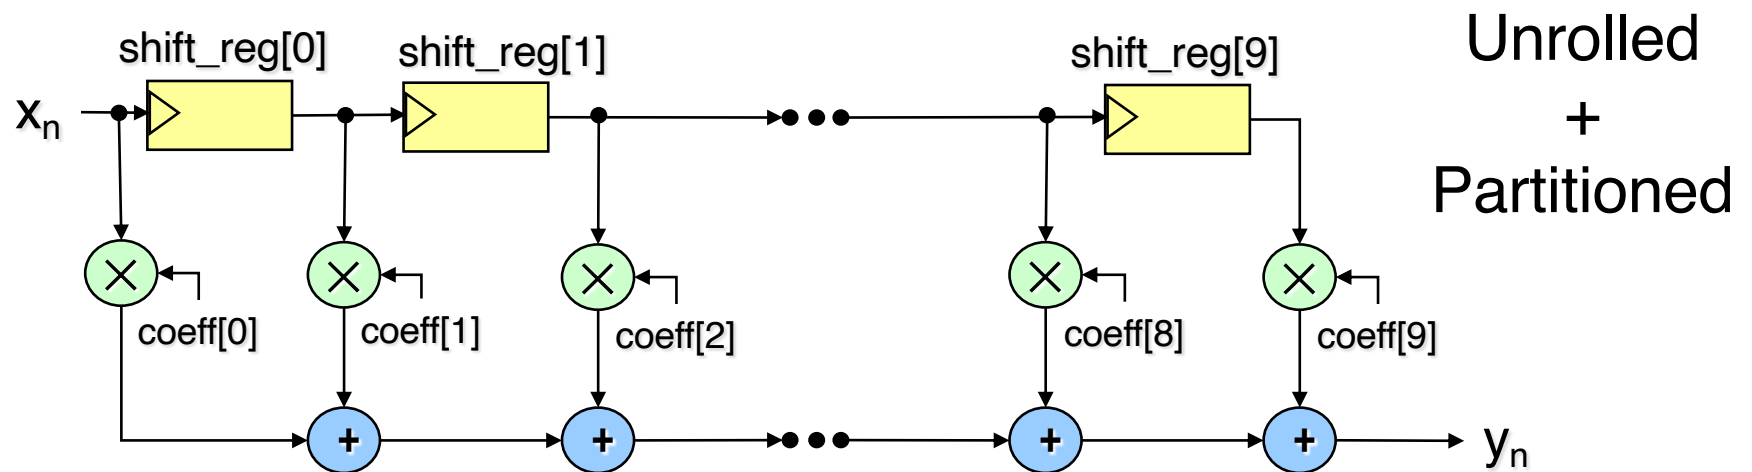 shift_reg[0]
shift_reg[1]
shift_reg[9]
Unrolled
+
Partitioned
xn
coeff[0]
coeff[1]
coeff[2]
coeff[8]
coeff[9]
+
+
+
+
yn